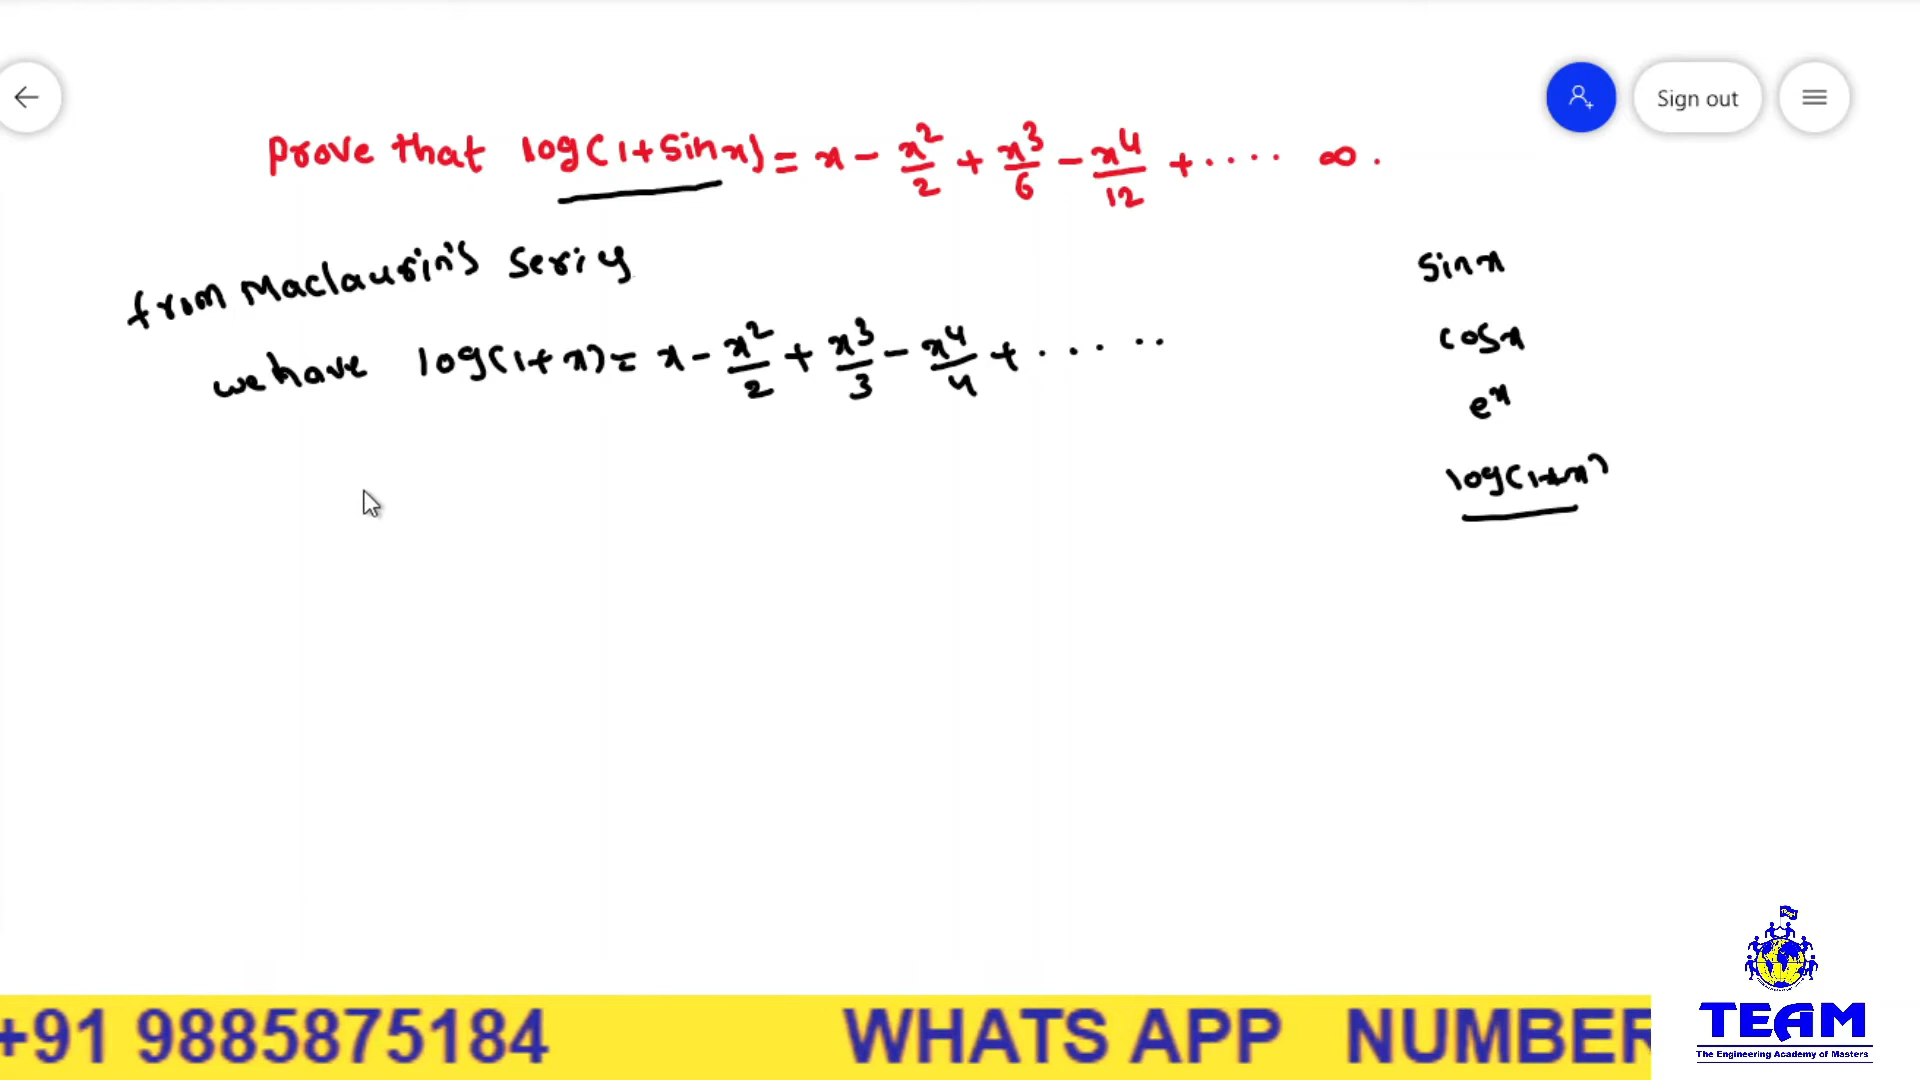 Sign out
Prove that log(1+sinx) = x - x²/2 + x³/6 - x⁴/12 + .... ∞.
from Maclaurin's Series
we have log(1+x) = x - x²/2 + x³/3 - x⁴/4 + ......
sinx
cosx
eˣ
log(1+x)
+91 9885875184 WHATS APP NUMBER
TEAM
The Engineering Academy of Masters